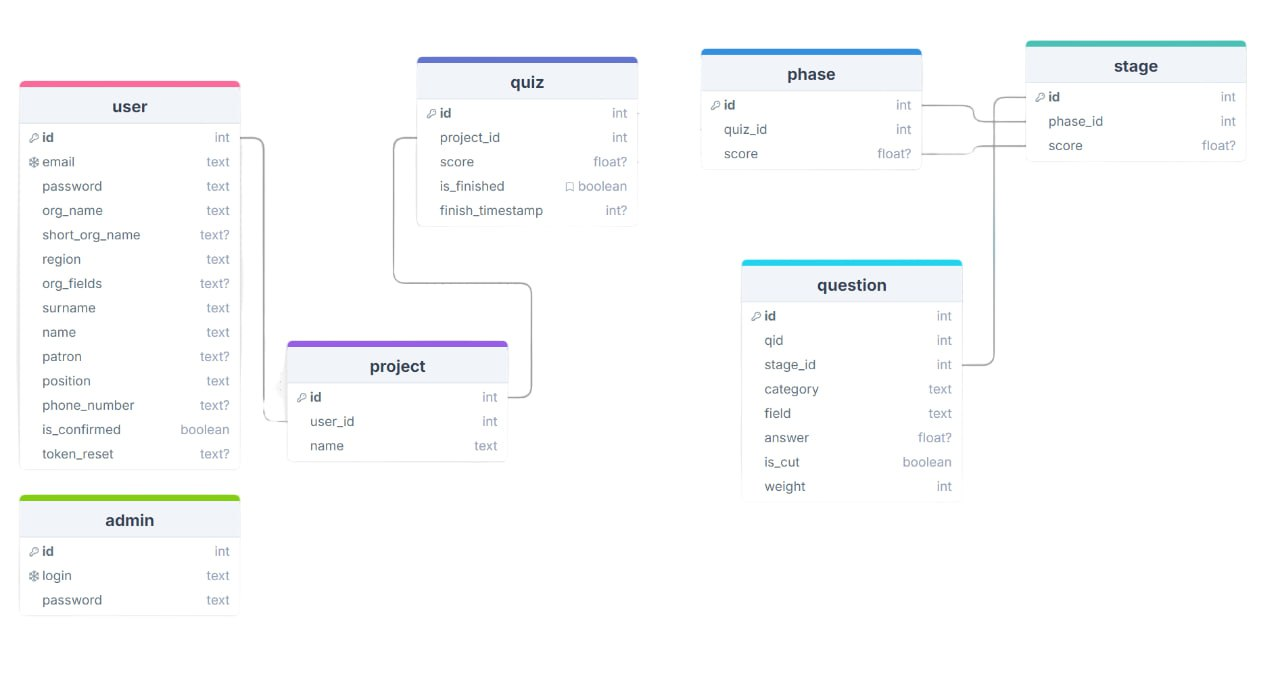 user
id int
email text
password text
org_name text
short_org_name text?
region text
org_fields text?
surname text
name text
patron text?
position text
phone_number text?
is_confirmed boolean
token_reset text?
admin
id int
login text
password text
quiz
id int
project_id int
score float?
is_finished boolean
finish_timestamp int?
project
id int
user_id int
name text
phase
id int
quiz_id int
score float?
stage
id int
phase_id int
score float?
question
id int
qid int
stage_id int
category text
field text
answer float?
is_cut boolean
weight int